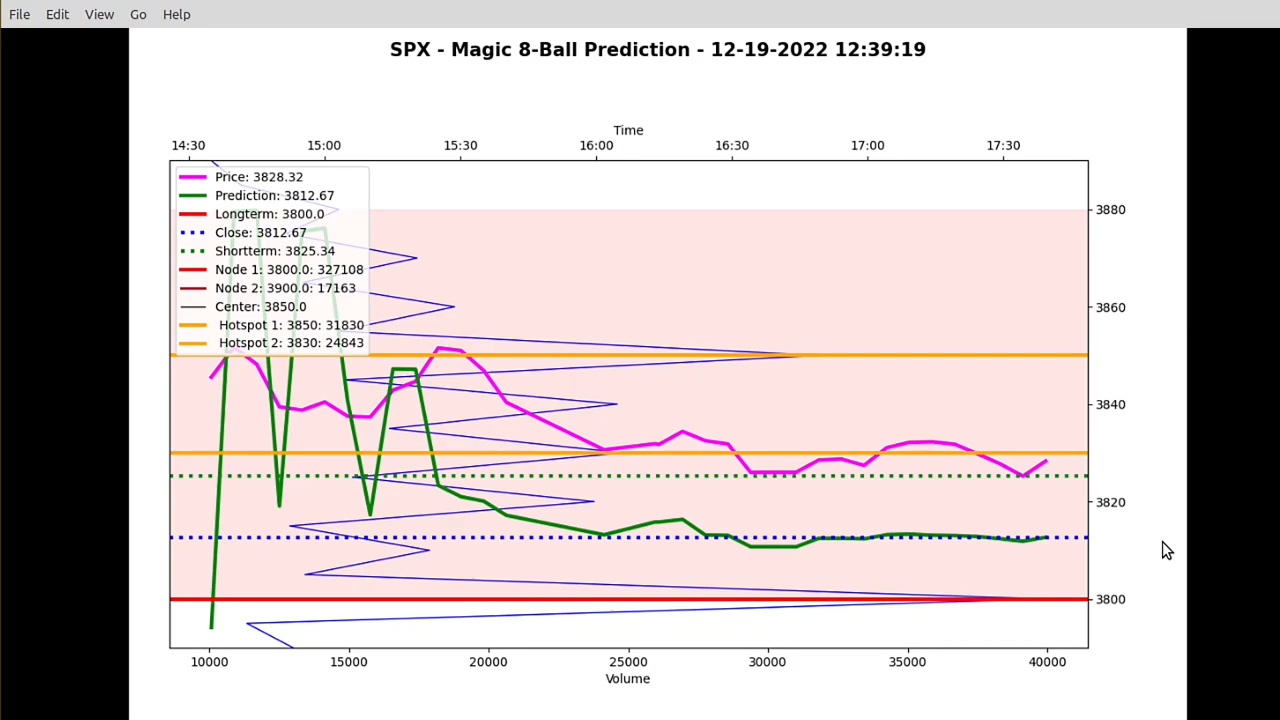 File Edit View Go Help
SPX - Magic 8-Ball Prediction - 12-19-2022 12:39:19
Time
14:30 15:00 15:30 16:00 16:30 17:00 17:30
Price: 3828.32
Prediction: 3812.67
Longterm: 3800.0
Close: 3812.67
Shortterm: 3825.34
Node 1: 3800.0: 327108
Node 2: 3900.0: 17163
Center: 3850.0
Hotspot 1: 3850: 31830
Hotspot 2: 3830: 24843
3880
3860
3840
3820
3800
10000 15000 20000 25000 30000 35000 40000
Volume